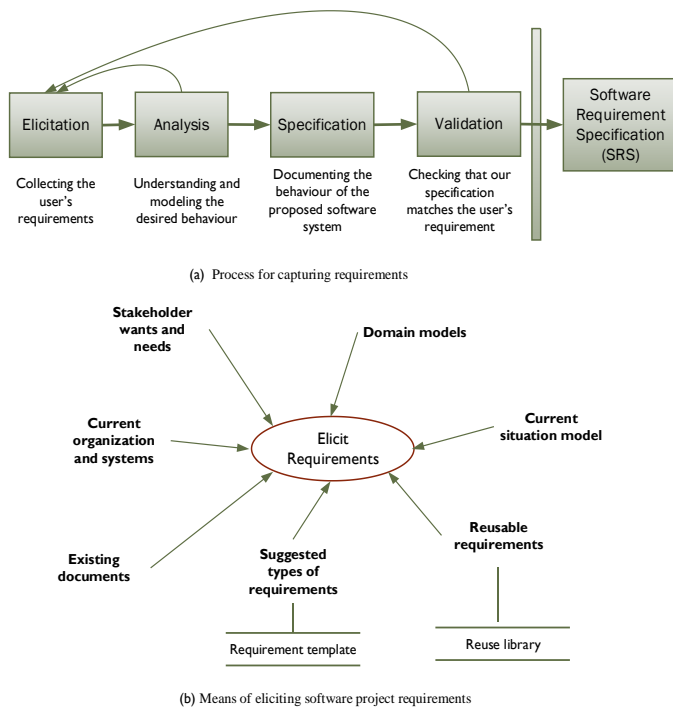 Elicitation
Analysis
Specification
Validation
Software
Requirement
Specification
(SRS)
Collecting the
user's
requirements
Understanding and
modeling the
desired behaviour
Documenting the
behaviour of the
proposed software
system
Checking that our
specification
matches the user's
requirement
(a) Process for capturing requirements
Stakeholder
wants and
needs
Domain models
Current
organization
and systems
Elicit
Requirements
Current
situation model
Existing
documents
Suggested
types of
requirements
Reusable
requirements
Requirement template
Reuse library
(b) Means of eliciting software project requirements